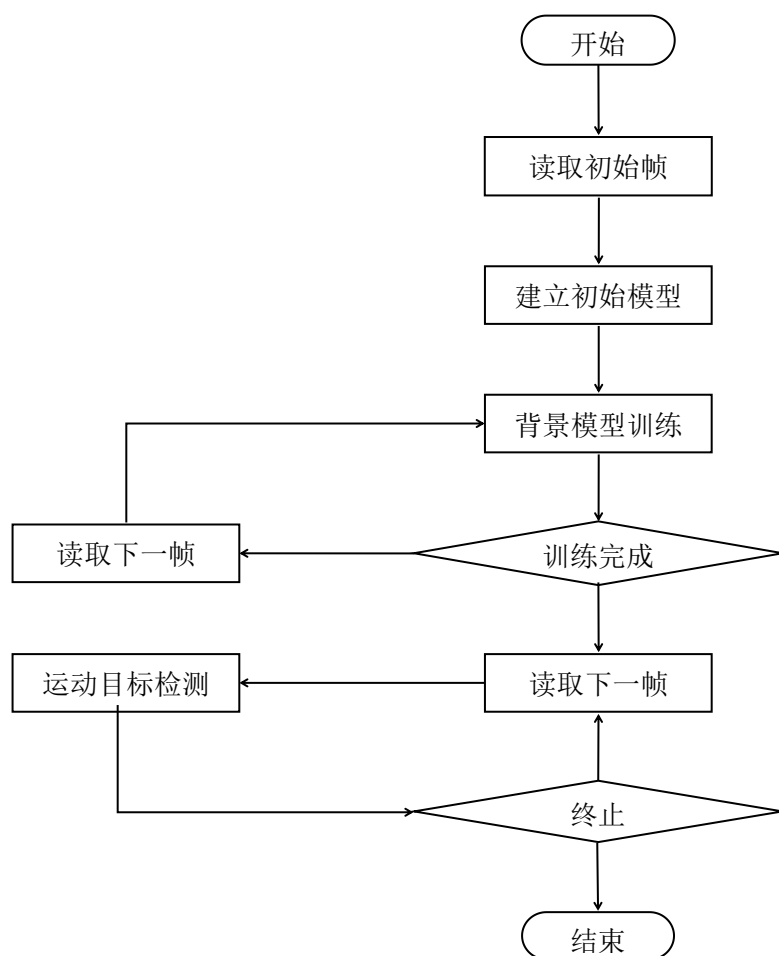 开始
读取初始帧
建立初始模型
背景模型训练
读取下一帧
训练完成
运动目标检测
读取下一帧
终止
结束